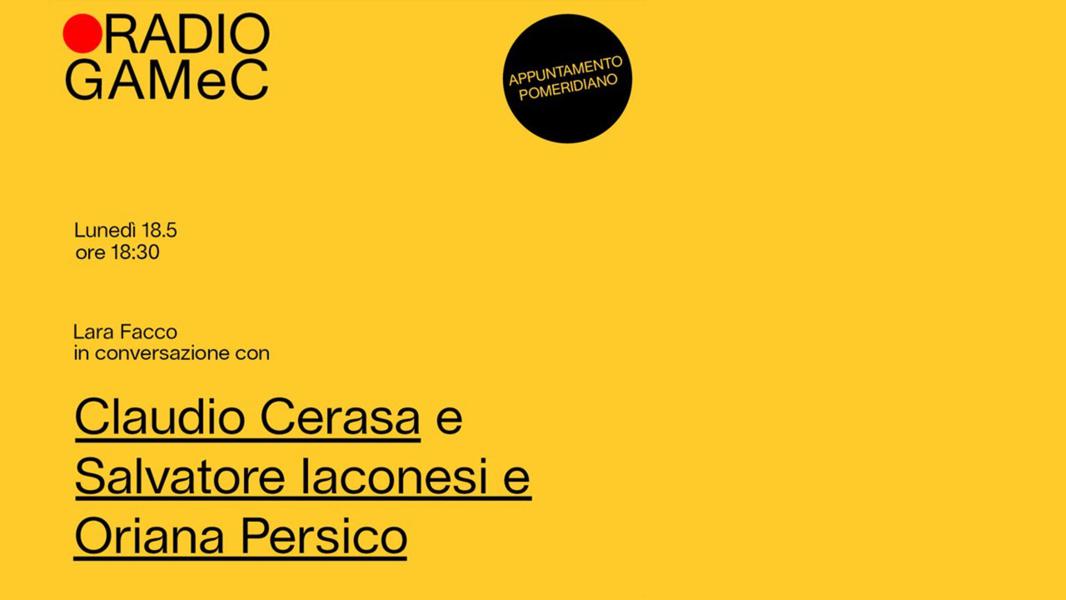 RADIO
GAMeC
APPUNTAMENTO
POMERIDIANO
Lunedì 18.5
ore 18:30
Lara Facco
in conversazione con
Claudio Cerasa e
Salvatore Iaconesi e
Oriana Persico